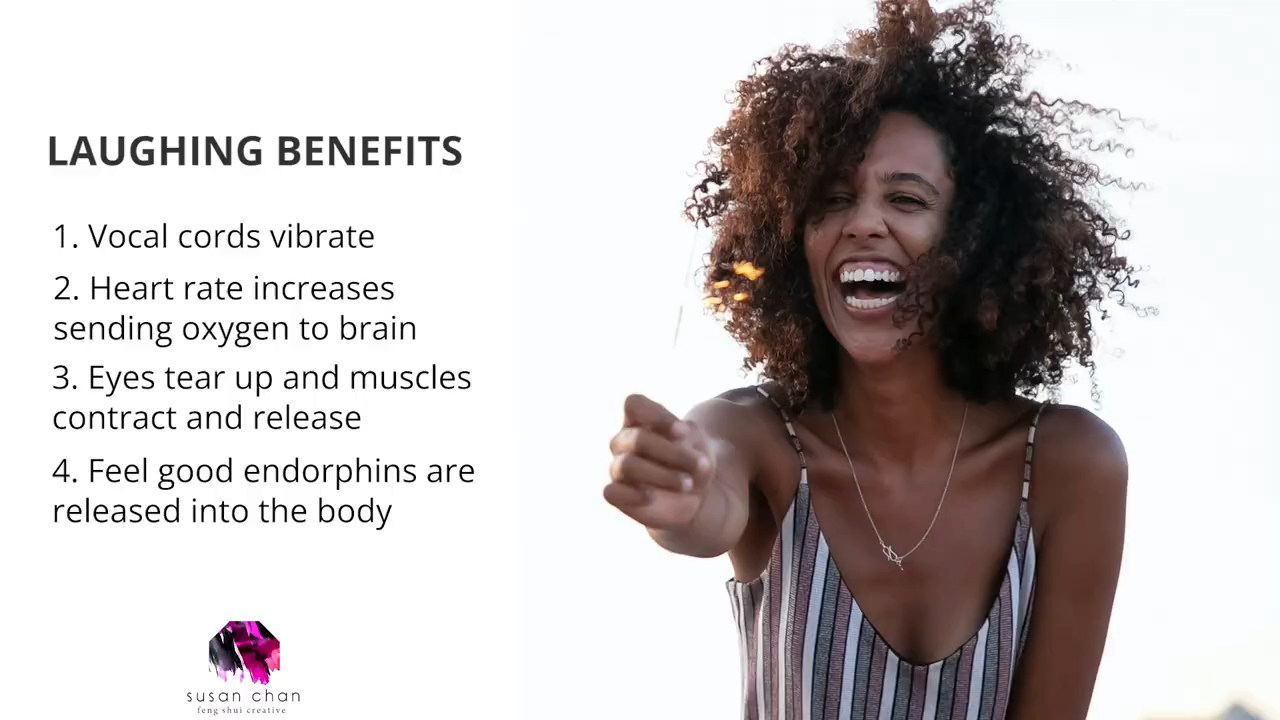 LAUGHING BENEFITS
1. Vocal cords vibrate
2. Heart rate increases
sending oxygen to brain
3. Eyes tear up and muscles
contract and release
4. Feel good endorphins are
released into the body
susan chan
feng shui creative